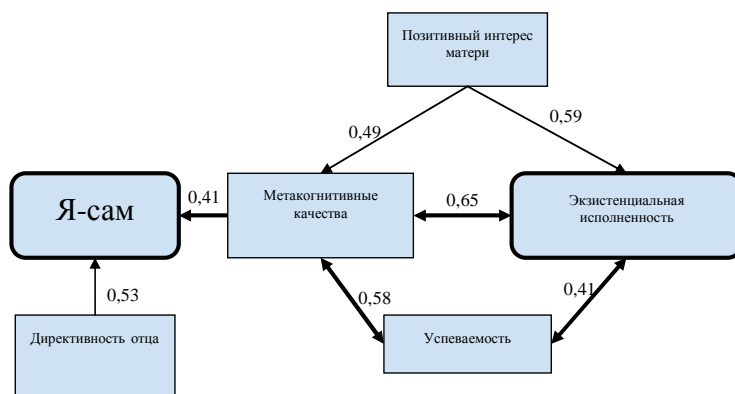 Позитивный интерес
матери
0,49
0,59
Я-сам
0,41
Метакогнитивные
качества
0,65
Экзистенциальная
исполненность
0,53
0,58
0,41
Директивность отца
Успеваемость